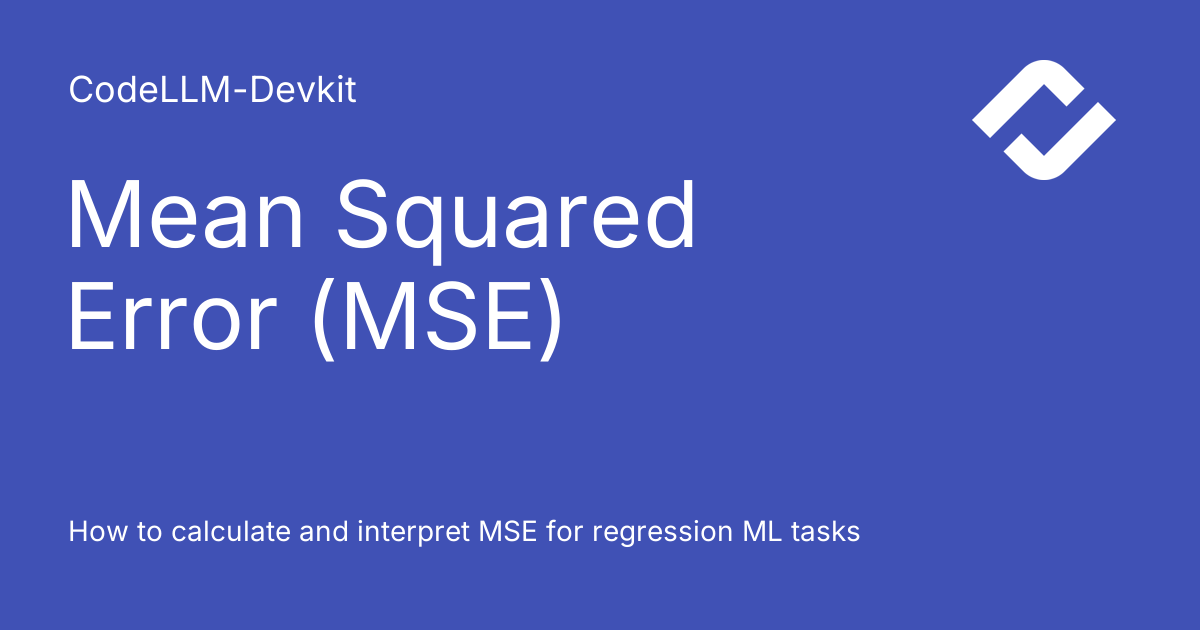 CodeLLM-Devkit
Mean Squared
Error (MSE)
How to calculate and interpret MSE for regression ML tasks